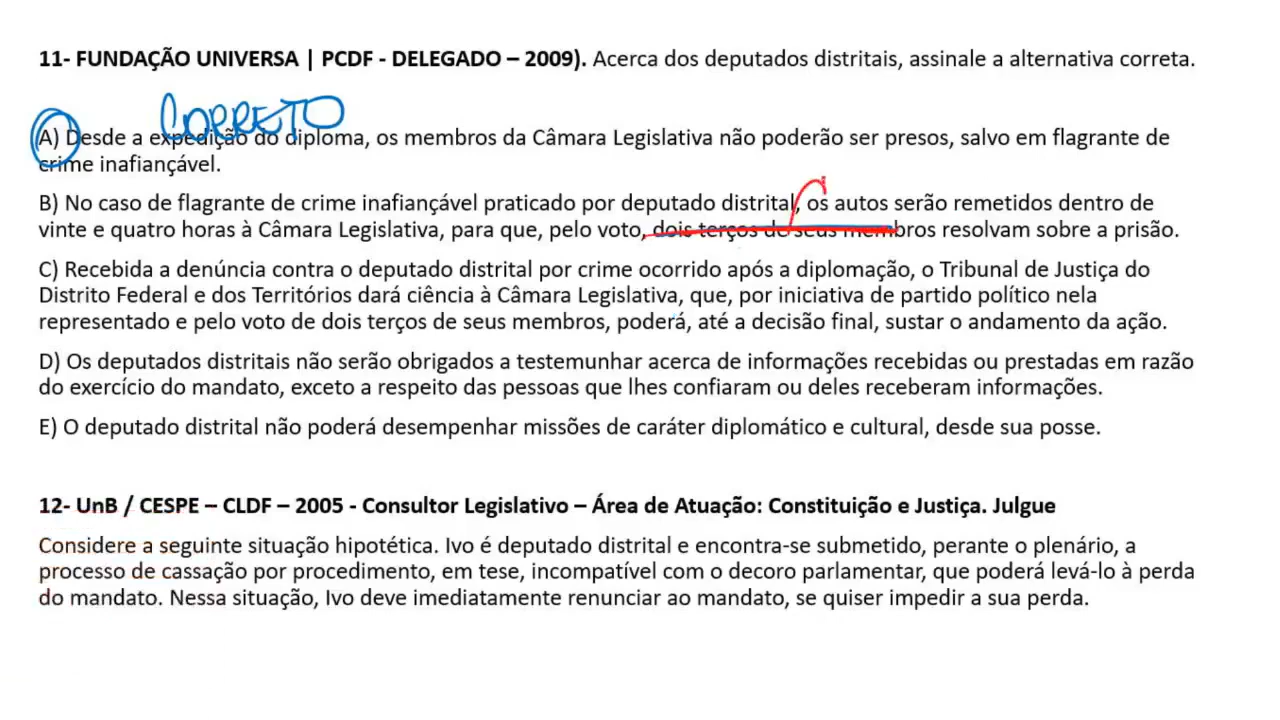 11- FUNDAÇÃO UNIVERSA | PCDF - DELEGADO – 2009). Acerca dos deputados distritais, assinale a alternativa correta.
CORRETO
A) Desde a expedição do diploma, os membros da Câmara Legislativa não poderão ser presos, salvo em flagrante de
crime inafiançável.
B) No caso de flagrante de crime inafiançável praticado por deputado distrital, os autos serão remetidos dentro de
vinte e quatro horas à Câmara Legislativa, para que, pelo voto, dois terços de seus membros resolvam sobre a prisão.
C) Recebida a denúncia contra o deputado distrital por crime ocorrido após a diplomação, o Tribunal de Justiça do
Distrito Federal e dos Territórios dará ciência à Câmara Legislativa, que, por iniciativa de partido político nela
representado e pelo voto de dois terços de seus membros, poderá, até a decisão final, sustar o andamento da ação.
D) Os deputados distritais não serão obrigados a testemunhar acerca de informações recebidas ou prestadas em razão
do exercício do mandato, exceto a respeito das pessoas que lhes confiaram ou deles receberam informações.
E) O deputado distrital não poderá desempenhar missões de caráter diplomático e cultural, desde sua posse.
12- UnB / CESPE – CLDF – 2005 - Consultor Legislativo – Área de Atuação: Constituição e Justiça. Julgue
Considere a seguinte situação hipotética. Ivo é deputado distrital e encontra-se submetido, perante o plenário, a
processo de cassação por procedimento, em tese, incompatível com o decoro parlamentar, que poderá levá-lo à perda
do mandato. Nessa situação, Ivo deve imediatamente renunciar ao mandato, se quiser impedir a sua perda.